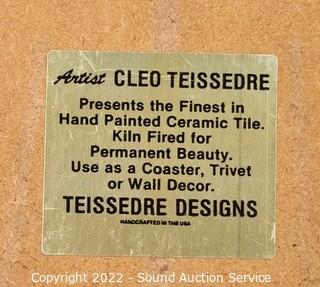 Artist CLEO TEISSEDRE
Presents the Finest in
Hand Painted Ceramic Tile.
Kiln Fired for
Permanent Beauty.
Use as a Coaster, Trivet
or Wall Decor.
TEISSEDRE DESIGNS
HANDCRAFTED IN THE USA
Copyright 2022 - Sound Auction Service